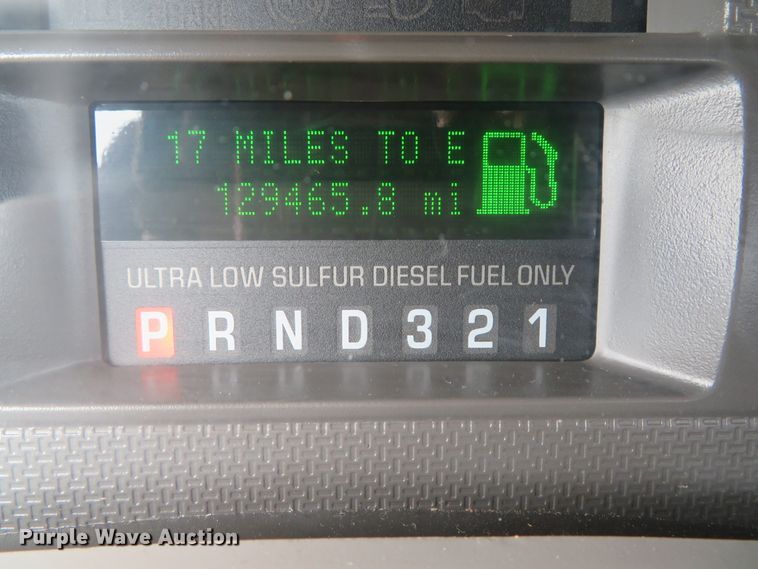 17 MILES TO E
129465.8 mi
ULTRA LOW SULFUR DIESEL FUEL ONLY
P R N D 3 2 1
Purple Wave Auction